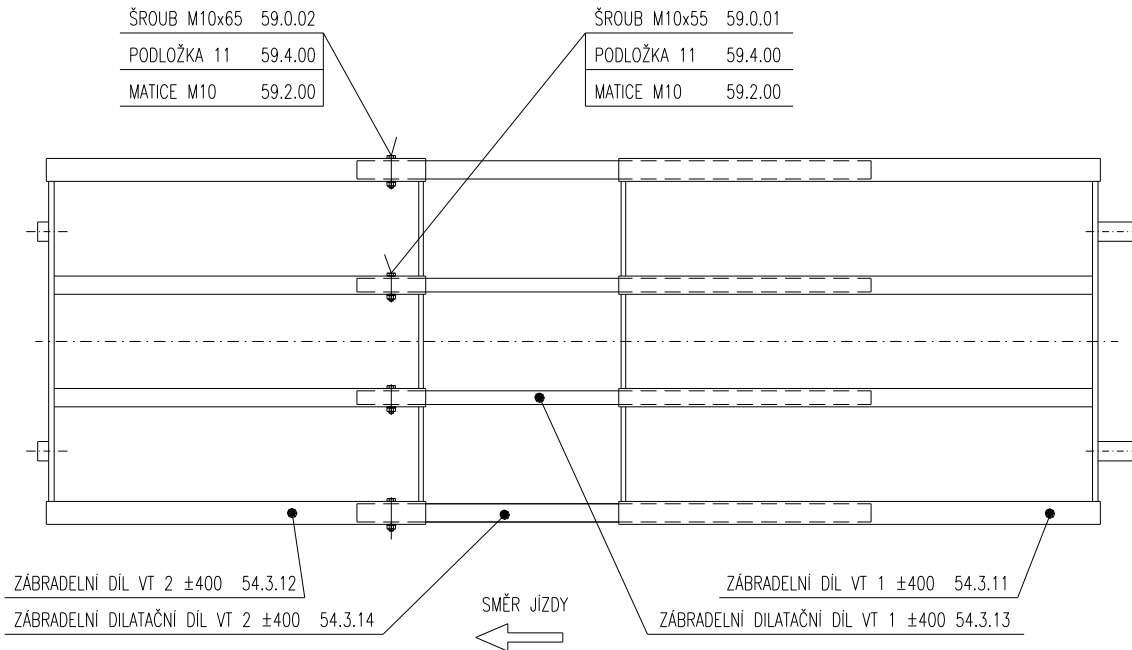 ŠROUB M10x65 59.0.02
PODLOŽKA 11 59.4.00
MATICE M10 59.2.00
ŠROUB M10x55 59.0.01
PODLOŽKA 11 59.4.00
MATICE M10 59.2.00
ZÁBRADELNÍ DÍL VT 2 ±400 54.3.12
ZÁBRADELNÍ DILATAČNÍ DÍL VT 2 ±400 54.3.14
SMĚR JÍZDY
ZÁBRADELNÍ DÍL VT 1 ±400 54.3.11
ZÁBRADELNÍ DILATAČNÍ DÍL VT 1 ±400 54.3.13